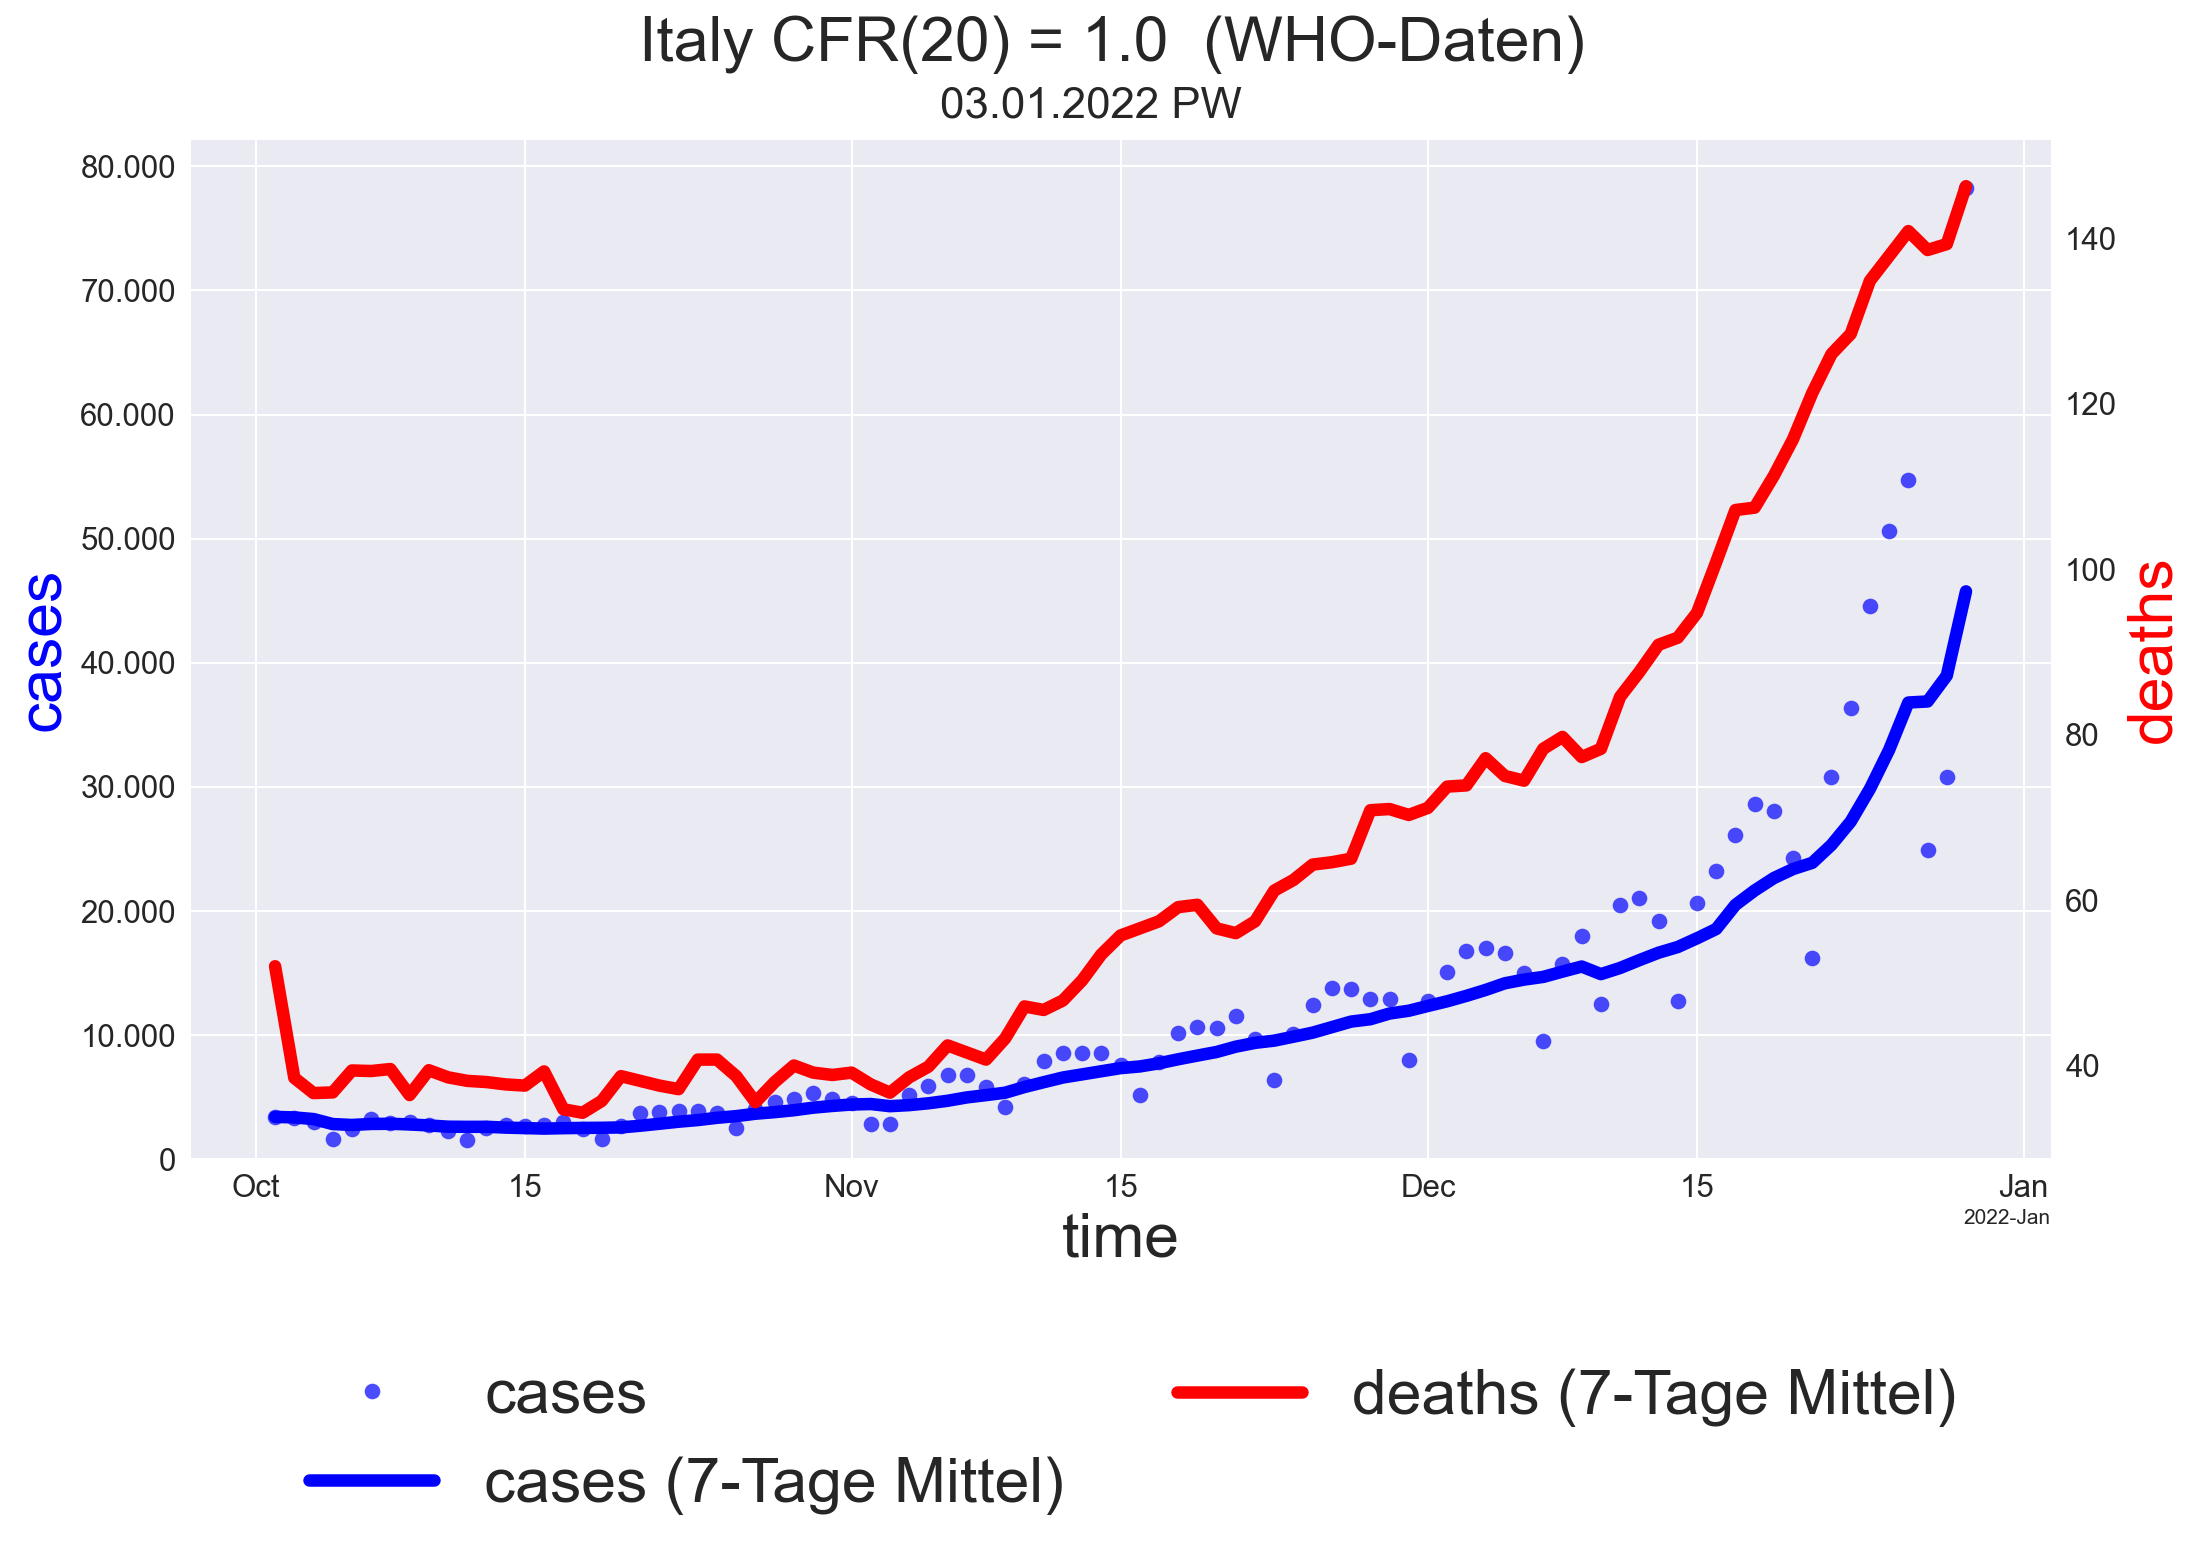 Italy CFR(20) = 1.0  (WHO-Daten)
03.01.2022 PW
cases
80.000
70.000
60.000
50.000
40.000
30.000
20.000
10.000
0
140
120
100
80
60
40
deaths
Oct 15 Nov 15 Dec 15 Jan
2022-Jan
time
cases
cases (7-Tage Mittel)
deaths (7-Tage Mittel)